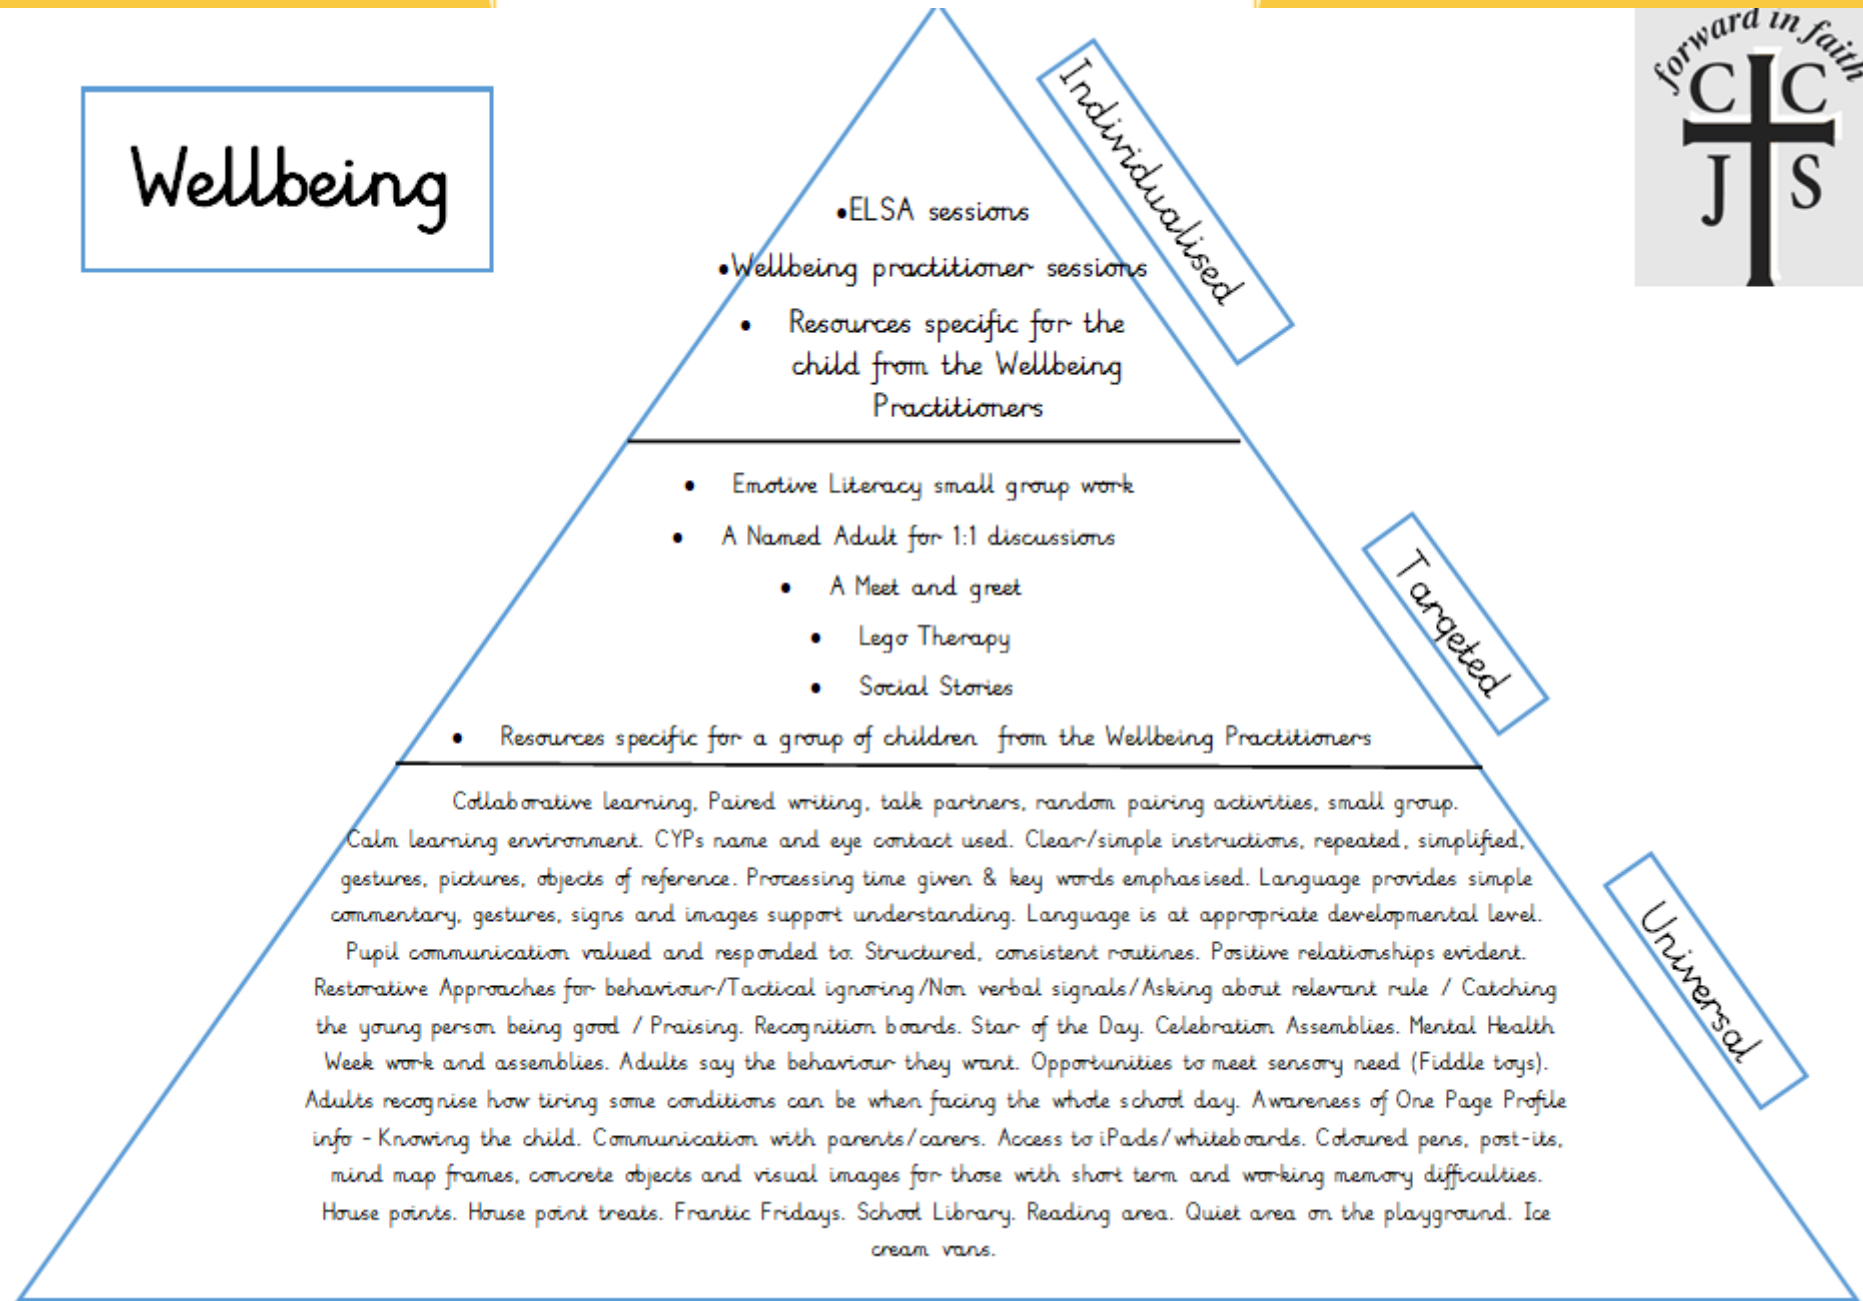 forward in faith
C C
J S
Wellbeing
Individualised
•ELSA sessions
•Wellbeing practitioner sessions
• Resources specific for the
child from the Wellbeing
Practitioners
Targeted
• Emotive Literacy small group work
• A Named Adult for 1:1 discussions
• A Meet and greet
• Lego Therapy
• Social Stories
• Resources specific for a group of children from the Wellbeing Practitioners
Universal
Collaborative learning, Paired writing, talk partners, random pairing activities, small group.
Calm learning environment. CYPs name and eye contact used. Clear/simple instructions, repeated, simplified,
gestures, pictures, objects of reference. Processing time given & key words emphasised. Language provides simple
commentary, gestures, signs and images support understanding. Language is at appropriate developmental level.
Pupil communication valued and responded to. Structured, consistent routines. Positive relationships evident.
Restorative Approaches for behaviour/Tactical ignoring/Non verbal signals/Asking about relevant rule / Catching
the young person being good / Praising. Recognition boards. Star of the Day. Celebration Assemblies. Mental Health
Week work and assemblies. Adults say the behaviour they want. Opportunities to meet sensory need (Fiddle toys).
Adults recognise how tiring some conditions can be when facing the whole school day. Awareness of One Page Profile
info - Knowing the child. Communication with parents/carers. Access to iPads/whiteboards. Coloured pens, post-its,
mind map frames, concrete objects and visual images for those with short term and working memory difficulties.
House points. House point treats. Frantic Fridays. School Library. Reading area. Quiet area on the playground. Ice
cream vans.